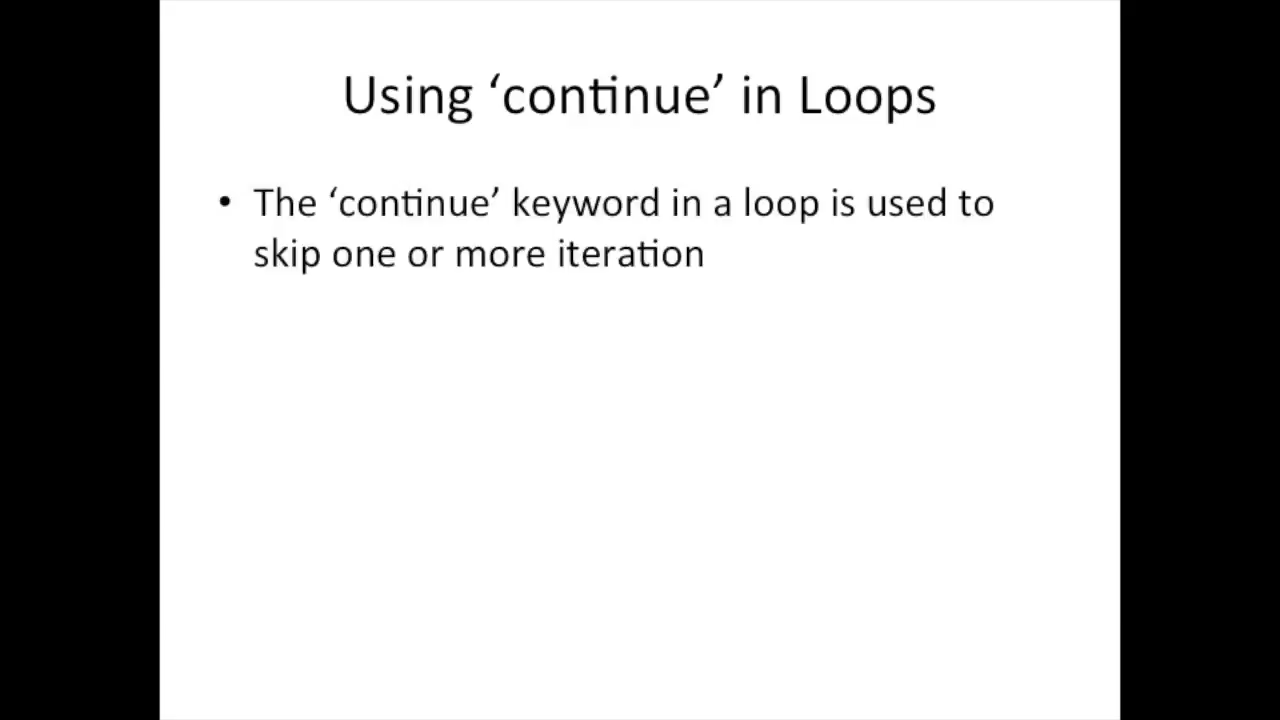 Using ‘continue’ in Loops
• The ‘continue’ keyword in a loop is used to
skip one or more iteration